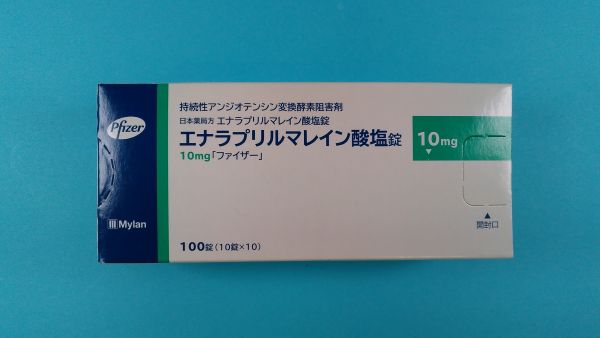 Pfizer
Mylan
持続性アンジオテンシン変換酵素阻害剤
日本薬局方 エナラプリルマレイン酸塩錠
エナラプリルマレイン酸塩錠
10mg「ファイザー」
10mg
100錠(10錠×10)
開封口